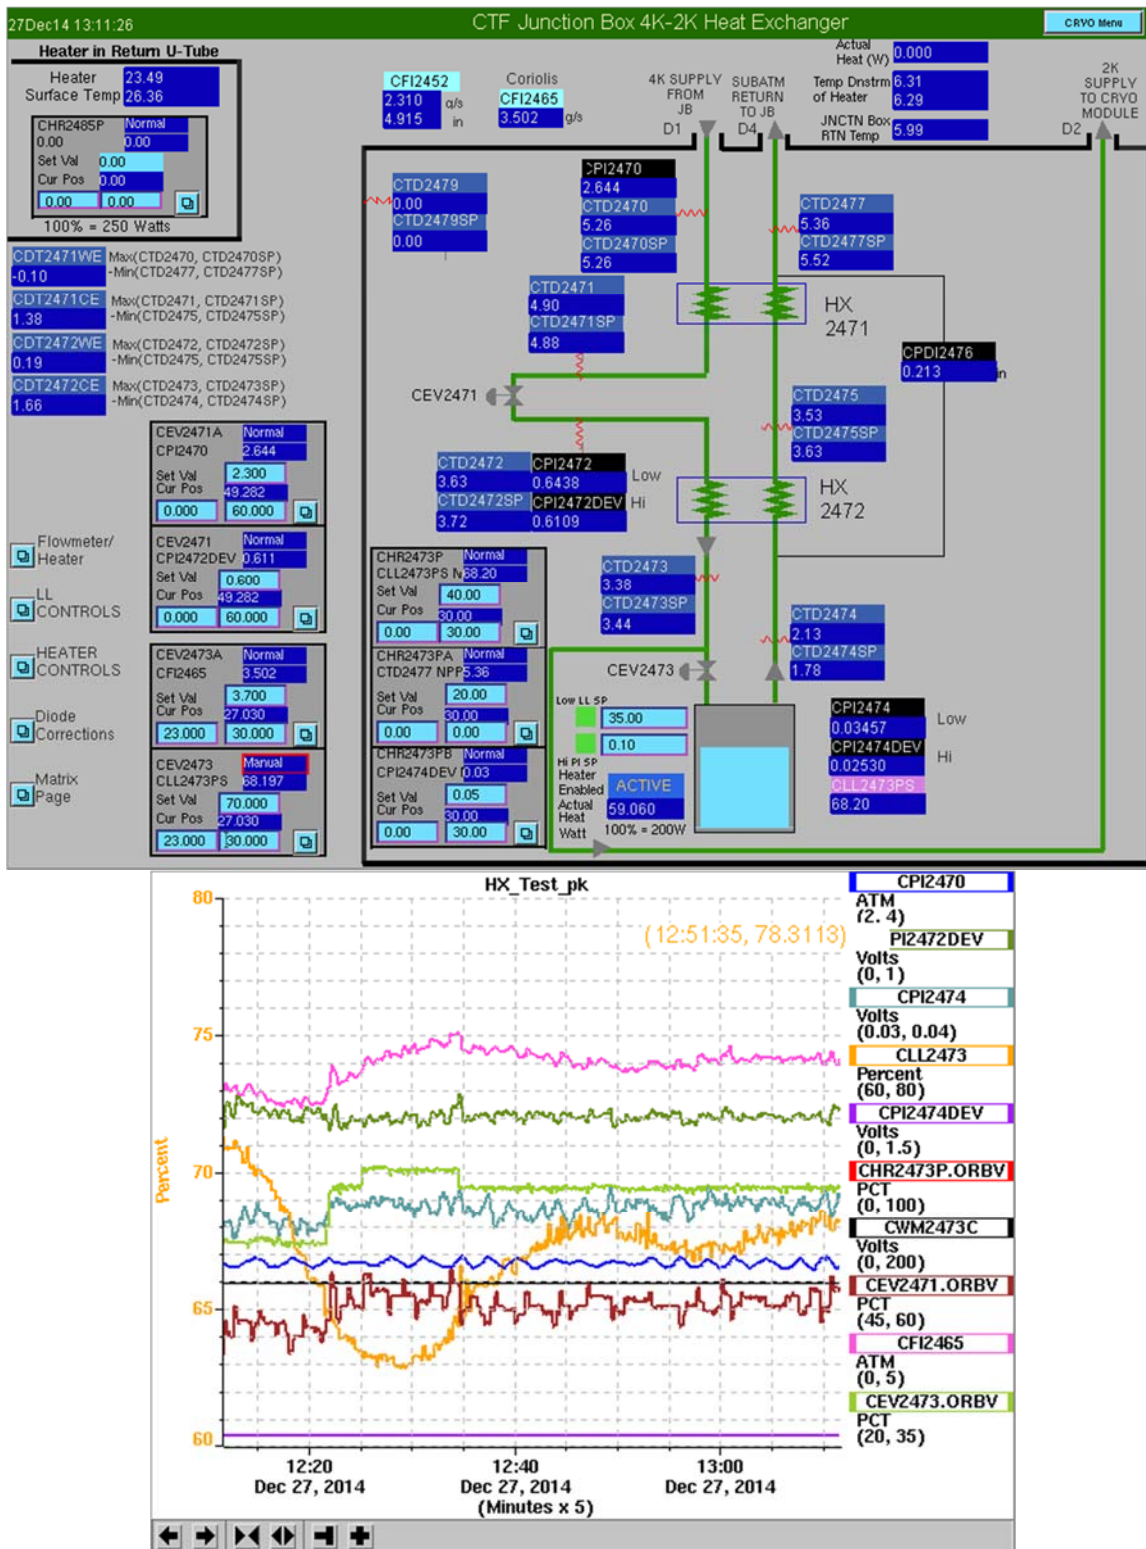 27Dec14 13:11:26
CTF Junction Box 4K-2K Heat Exchanger
CRYO Menu
Heater in Return U-Tube
Heater
Surface Temp
23.49
26.36
CHR2485P Normal
0.00 0.00
Set Val 0.00
Cur Pos 0.00
0.00 0.00
100% = 250 Watts
CFI2452
2.310 g/s
4.915 in
Coriolis
CFI2465
3.502 g/s
4K SUPPLY
FROM
JB
D1
SUBATM
RETURN
TO JB
D4
Actual
Heat (W) 0.000
Temp Dnstrm 6.31
of Heater 6.29
JNCTN Box
RTN Temp 5.99
2K
SUPPLY
TO CRYO
MODULE
D2
CDT2471WE Max(CTD2470, CTD2470SP)
-0.10 -Min(CTD2477, CTD2477SP)
CDT2471CE Max(CTD2471, CTD2471SP)
1.38 -Min(CTD2475, CTD2475SP)
CDT2472WE Max(CTD2472, CTD2472SP)
0.19 -Min(CTD2475, CTD2475SP)
CDT2472CE Max(CTD2473, CTD2473SP)
1.66 -Min(CTD2474, CTD2474SP)
CTD2479
0.00
CTD2479SP
0.00
CPI2470
2.644
CTD2470
5.26
CTD2470SP
5.26
CTD2477
5.36
CTD2477SP
5.52
CTD2471
4.90
CTD2471SP
4.88
HX
2471
CPDI2476
0.213 in
CEV2471
CTD2475
3.53
CTD2475SP
3.63
CTD2472 CPI2472
3.63 0.6438 Low
CTD2472SP CPI2472DEV Hi
3.72 0.6109
HX
2472
CTD2473
3.38
CTD2473SP
3.44
CTD2474
2.13
CTD2474SP
1.78
CEV2473
Flowmeter/
Heater
LL
CONTROLS
HEATER
CONTROLS
Diode
Corrections
Matrix
Page
CEV2471A Normal
CPI2470 2.644
Set Val 2.300
Cur Pos 49.282
0.000 60.000
CEV2471 Normal
CPI2472DEV 0.611
Set Val 0.600
Cur Pos 49.282
0.000 60.000
CEV2473A Normal
CFI2465 3.502
Set Val 3.700
Cur Pos 27.030
23.000 30.000
CEV2473 Manual
CLL2473PS 68.197
Set Val 70.000
Cur Pos 27.030
23.000 30.000
CHR2473P Normal
CLL2473PS 68.20
Set Val 40.00
Cur Pos 30.00
0.00 30.00
CHR2473PA Normal
CTD2477 NPP 5.36
Set Val 20.00
Cur Pos 30.00
0.00 0.00
CHR2473PB Normal
CPI2474DEV 0.03
Set Val 0.05
Cur Pos 30.00
0.00 30.00
Low LL SP
35.00
0.10
Hi PI SP
Heater
Enabled ACTIVE
Actual
Heat 59.060
Watt 100% = 200W
CPI2474
0.03457 Low
CPI2474DEV
0.02530 Hi
CLL2473PS
68.20
HX_Test_pk
(12:51:35, 78.3113)
80
75
70
65
60
Percent
12:20
Dec 27, 2014
12:40
Dec 27, 2014
13:00
Dec 27, 2014
(Minutes x 5)
CPI2470
ATM
(2, 4)
PI2472DEV
Volts
(0, 1)
CPI2474
Volts
(0.03, 0.04)
CLL2473
Percent
(60, 80)
CPI2474DEV
Volts
(0, 1.5)
CHR2473P.ORBV
PCT
(0, 100)
CWM2473C
Volts
(0, 200)
CEV2471.ORBV
PCT
(45, 60)
CFI2465
ATM
(0, 5)
CEV2473.ORBV
PCT
(20, 35)